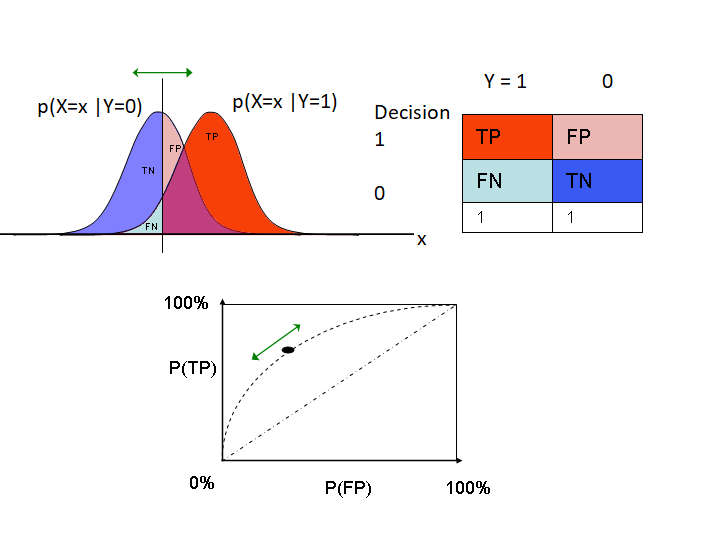 p(X=x |Y=0)
p(X=x |Y=1)
TP
FP
TN
FN
x
Y = 1 0
Decision
1 TP FP
0 FN TN
1 1
100%
P(TP)
0% P(FP) 100%